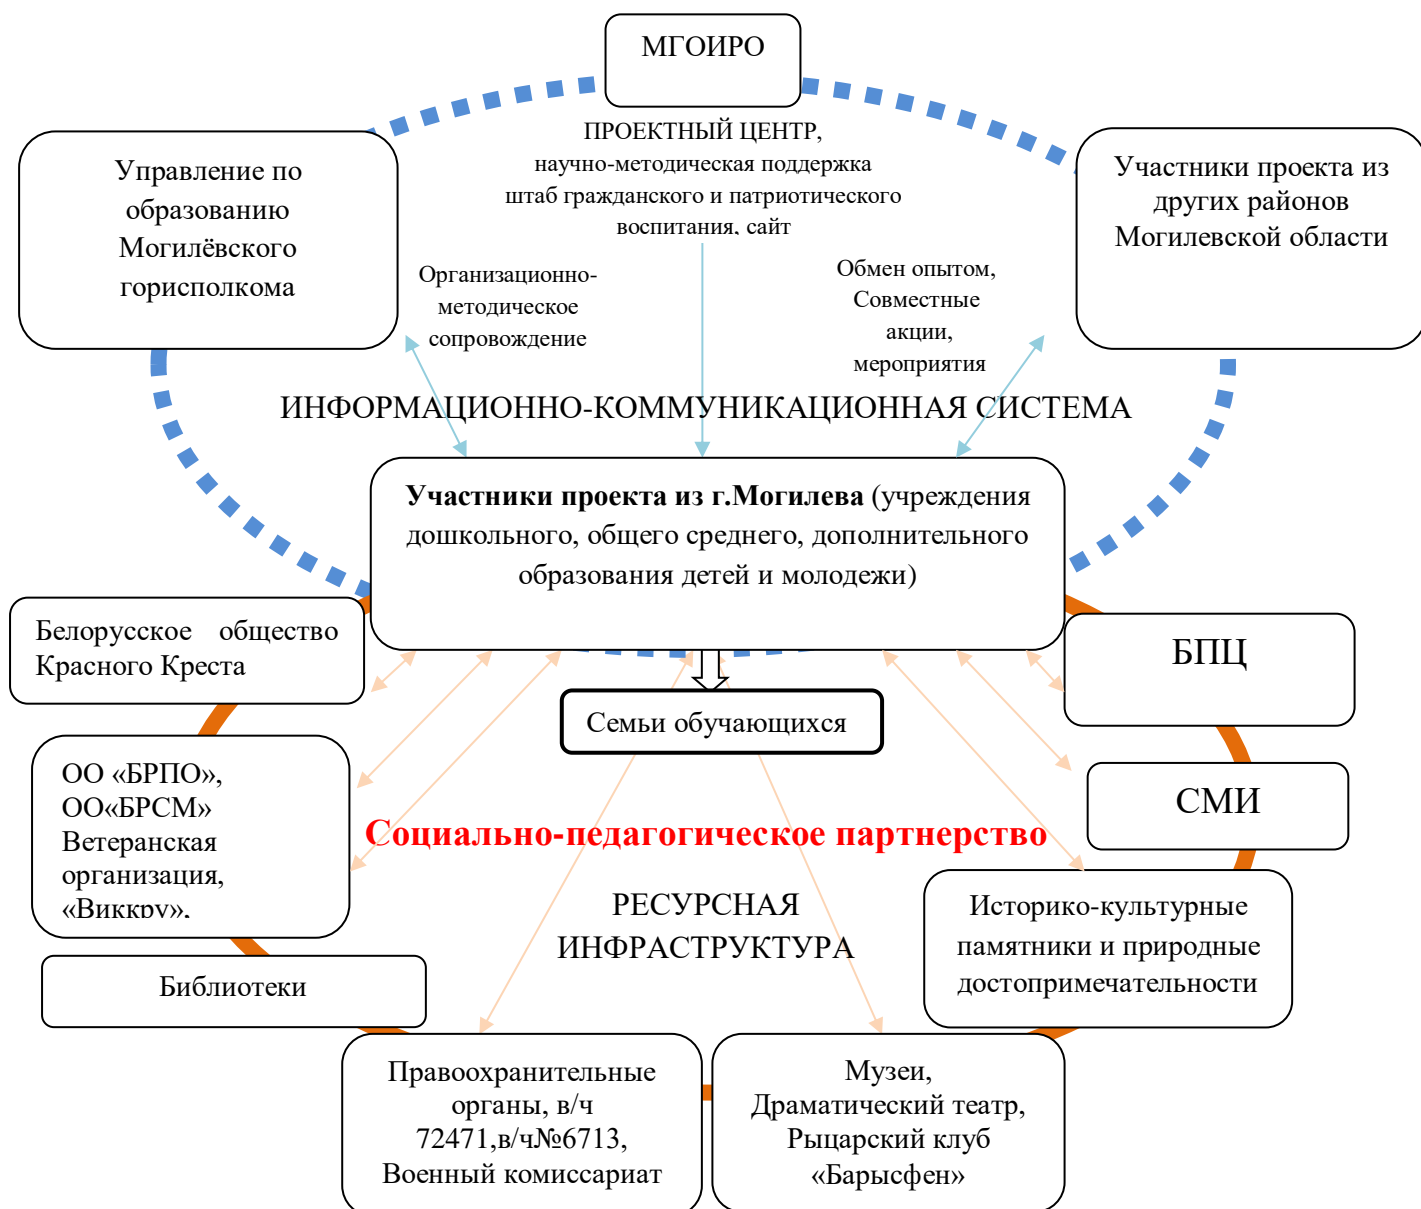 МГОИРО
ПРОЕКТНЫЙ ЦЕНТР,
научно-методическая поддержка
штаб гражданского и патриотического
воспитания, сайт
Управление по
образованию
Могилёвского
горисполкома
Участники проекта из
других районов
Могилевской области
Организационно-
методическое
сопровождение
Обмен опытом,
Совместные
акции,
мероприятия
ИНФОРМАЦИОННО-КОММУНИКАЦИОННАЯ СИСТЕМА
Участники проекта из г.Могилева (учреждения
дошкольного, общего среднего, дополнительного
образования детей и молодежи)
Белорусское общество
Красного Креста
БПЦ
Семьи обучающихся
ОО «БРПО»,
ОО«БРСМ»
Ветеранская
организация,
«Виккру».
СМИ
Социально-педагогическое партнерство
РЕСУРСНАЯ
ИНФРАСТРУКТУРА
Историко-культурные
памятники и природные
достопримечательности
Библиотеки
Правоохранительные
органы, в/ч
72471,в/ч№6713,
Военный комиссариат
Музеи,
Драматический театр,
Рыцарский клуб
«Барысфен»